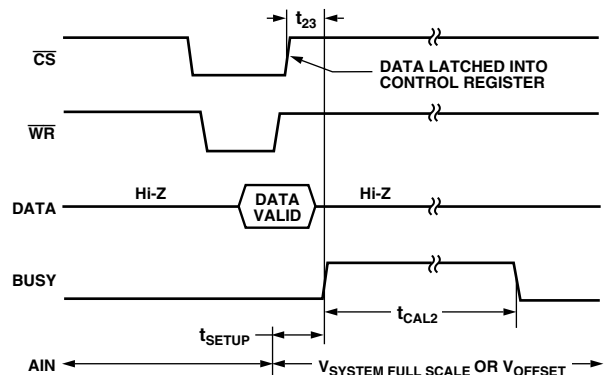 t23
CS
DATA LATCHED INTO
CONTROL REGISTER
WR
Hi-Z
DATA
VALID
Hi-Z
DATA
BUSY
tCAL2
tSETUP
AIN
VSYSTEM FULL SCALE OR VOFFSET